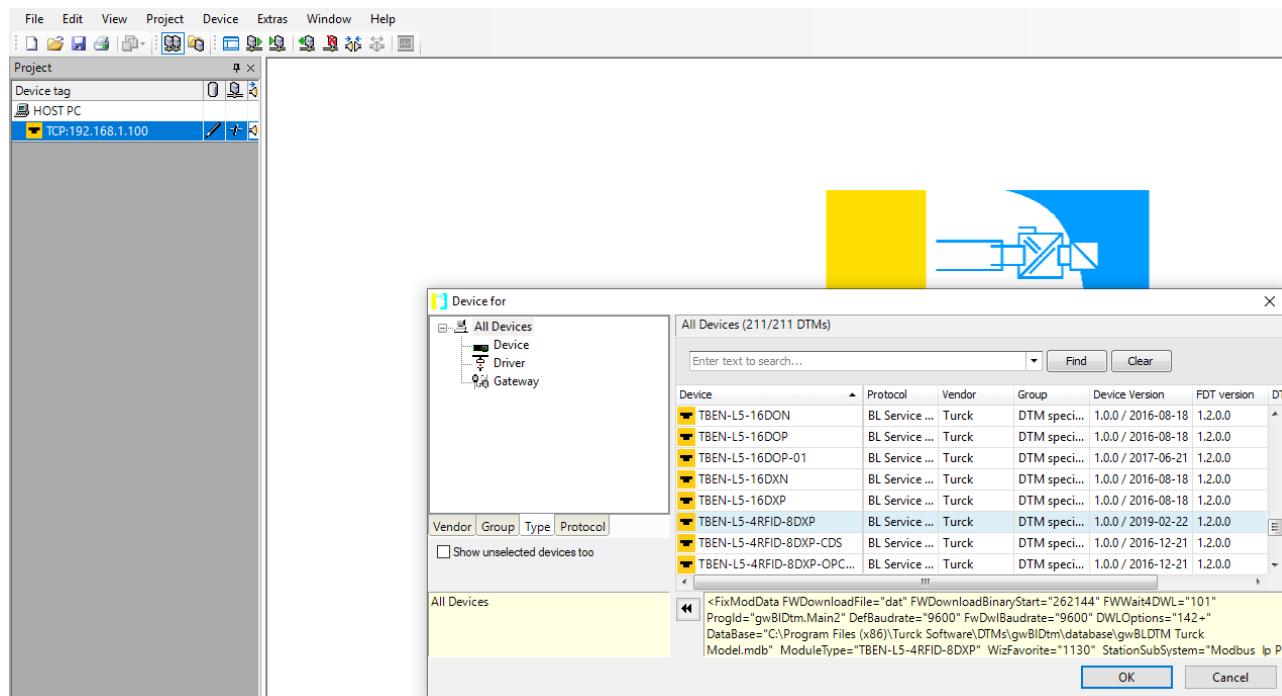 File Edit View Project Device Extras Window Help
Project
Device tag
HOST PC
TCP:192.168.1.100
Device for
All Devices
Device
Driver
Gateway
Vendor Group Type Protocol
Show unselected devices too
All Devices
All Devices (211/211 DTMs)
Enter text to search... Find Clear
Device Protocol Vendor Group Device Version FDT version DT
TBEN-L5-16DON BL Service ... Turck DTM speci... 1.0.0 / 2016-08-18 1.2.0.0
TBEN-L5-16DOP BL Service ... Turck DTM speci... 1.0.0 / 2016-08-18 1.2.0.0
TBEN-L5-16DOP-01 BL Service ... Turck DTM speci... 1.0.0 / 2017-06-21 1.2.0.0
TBEN-L5-16DXN BL Service ... Turck DTM speci... 1.0.0 / 2016-08-18 1.2.0.0
TBEN-L5-16DXP BL Service ... Turck DTM speci... 1.0.0 / 2016-08-18 1.2.0.0
TBEN-L5-4RFID-8DXP BL Service ... Turck DTM speci... 1.0.0 / 2019-02-22 1.2.0.0
TBEN-L5-4RFID-8DXP-CDS BL Service ... Turck DTM speci... 1.0.0 / 2016-12-21 1.2.0.0
TBEN-L5-4RFID-8DXP-OPC... BL Service ... Turck DTM speci... 1.0.0 / 2016-12-21 1.2.0.0
<FixModData FWDownloadFile="dat" FWDownloadBinaryStart="262144" FWWait4DWL="101"
ProgId="gwBlDtm.Main2" DefBaudrate="9600" FwDwlBaudrate="9600" DWLOptions="142+"
DataBase="C:\Program Files (x86)\Turck Software\DTMs\gwBlDtm\database\gwBLDTM Turck
Model.mdb" ModuleType="TBEN-L5-4RFID-8DXP" WizFavorite="1130" StationSubSystem="Modbus Ip P
OK Cancel